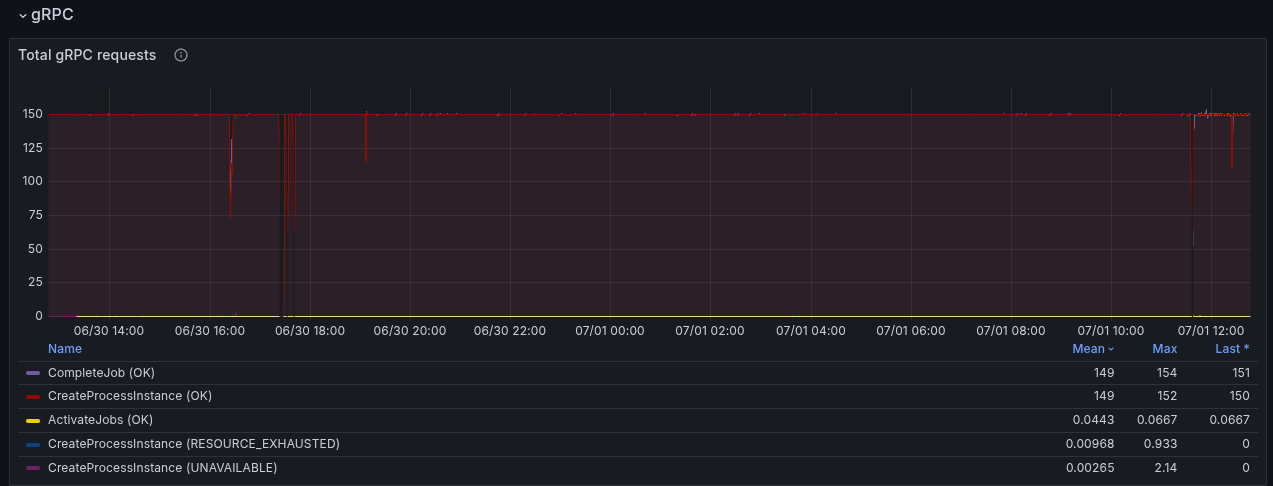 gRPC
Total gRPC requests
150
125
100
75
50
25
0
06/30 14:00 06/30 16:00 06/30 18:00 06/30 20:00 06/30 22:00 07/01 00:00 07/01 02:00 07/01 04:00 07/01 06:00 07/01 08:00 07/01 10:00 07/01 12:00
Name Mean Max Last *
CompleteJob (OK) 149 154 151
CreateProcessInstance (OK) 149 152 150
ActivateJobs (OK) 0.0443 0.0667 0.0667
CreateProcessInstance (RESOURCE_EXHAUSTED) 0.00968 0.933 0
CreateProcessInstance (UNAVAILABLE) 0.00265 2.14 0